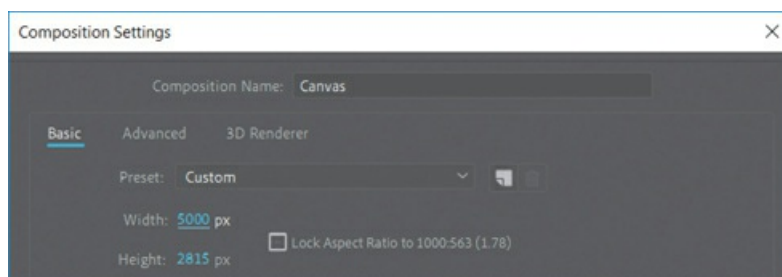 Composition Settings
Composition Name: Canvas
Basic Advanced 3D Renderer
Preset: Custom
Width: 5000 px
Lock Aspect Ratio to 1000:563 (1.78)
Height: 2815 px